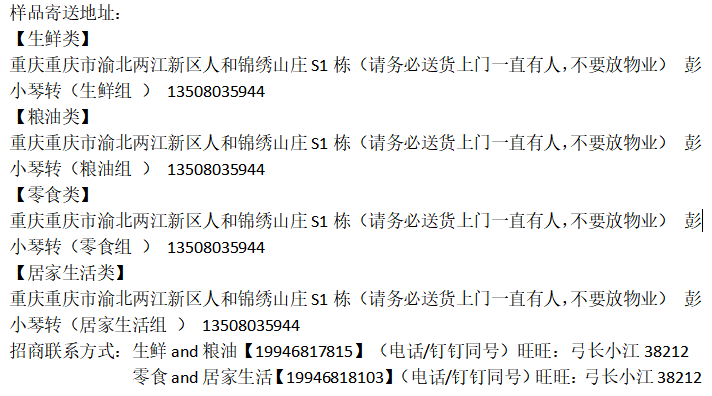 样品寄送地址：
【生鲜类】
重庆重庆市渝北两江新区人和锦绣山庄 S1 栋（请务必送货上门一直有人，不要放物业） 彭
小琴转（生鲜组 ） 13508035944
【粮油类】
重庆重庆市渝北两江新区人和锦绣山庄 S1 栋（请务必送货上门一直有人，不要放物业） 彭
小琴转（粮油组 ） 13508035944
【零食类】
重庆重庆市渝北两江新区人和锦绣山庄 S1 栋（请务必送货上门一直有人，不要放物业） 彭
小琴转（零食组 ） 13508035944
【居家生活类】
重庆重庆市渝北两江新区人和锦绣山庄 S1 栋（请务必送货上门一直有人，不要放物业） 彭
小琴转（居家生活组 ） 13508035944
招商联系方式：生鲜 and 粮油【19946817815】（电话/钉钉同号）旺旺：弓长小江 38212
零食 and 居家生活【19946818103】（电话/钉钉同号）旺旺：弓长小江 38212